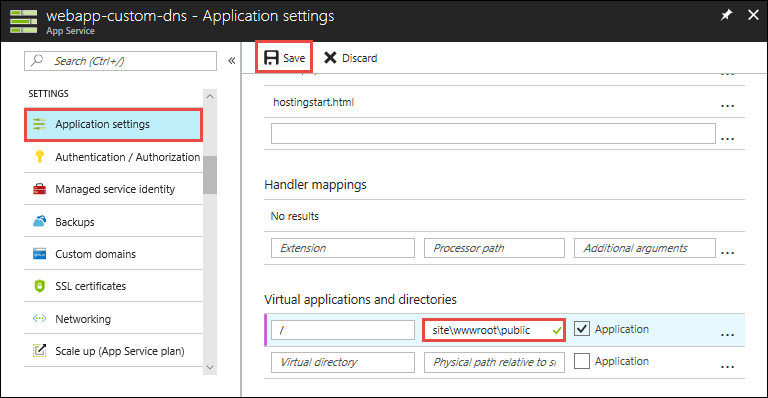 webapp-custom-dns - Application settings
App Service
Search (Ctrl+/)
«
Save
Discard
SETTINGS
Application settings
Authentication / Authorization
Managed service identity
Backups
Custom domains
SSL certificates
Networking
Scale up (App Service plan)
hostingstart.html
...
...
Handler mappings
No results
Extension
Processor path
Additional arguments
...
Virtual applications and directories
/
site\wwwroot\public
Application
...
Virtual directory
Physical path relative to
Application
...